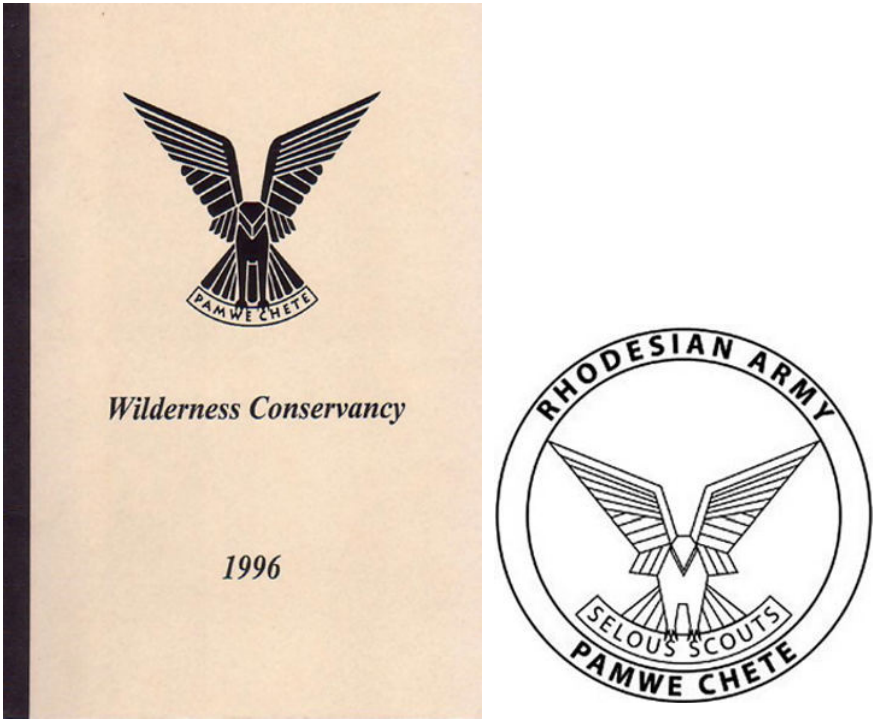 PAMWE CHETE
Wilderness Conservancy
1996
RHODESIAN ARMY
SELOUS SCOUTS
PAMWE CHETE